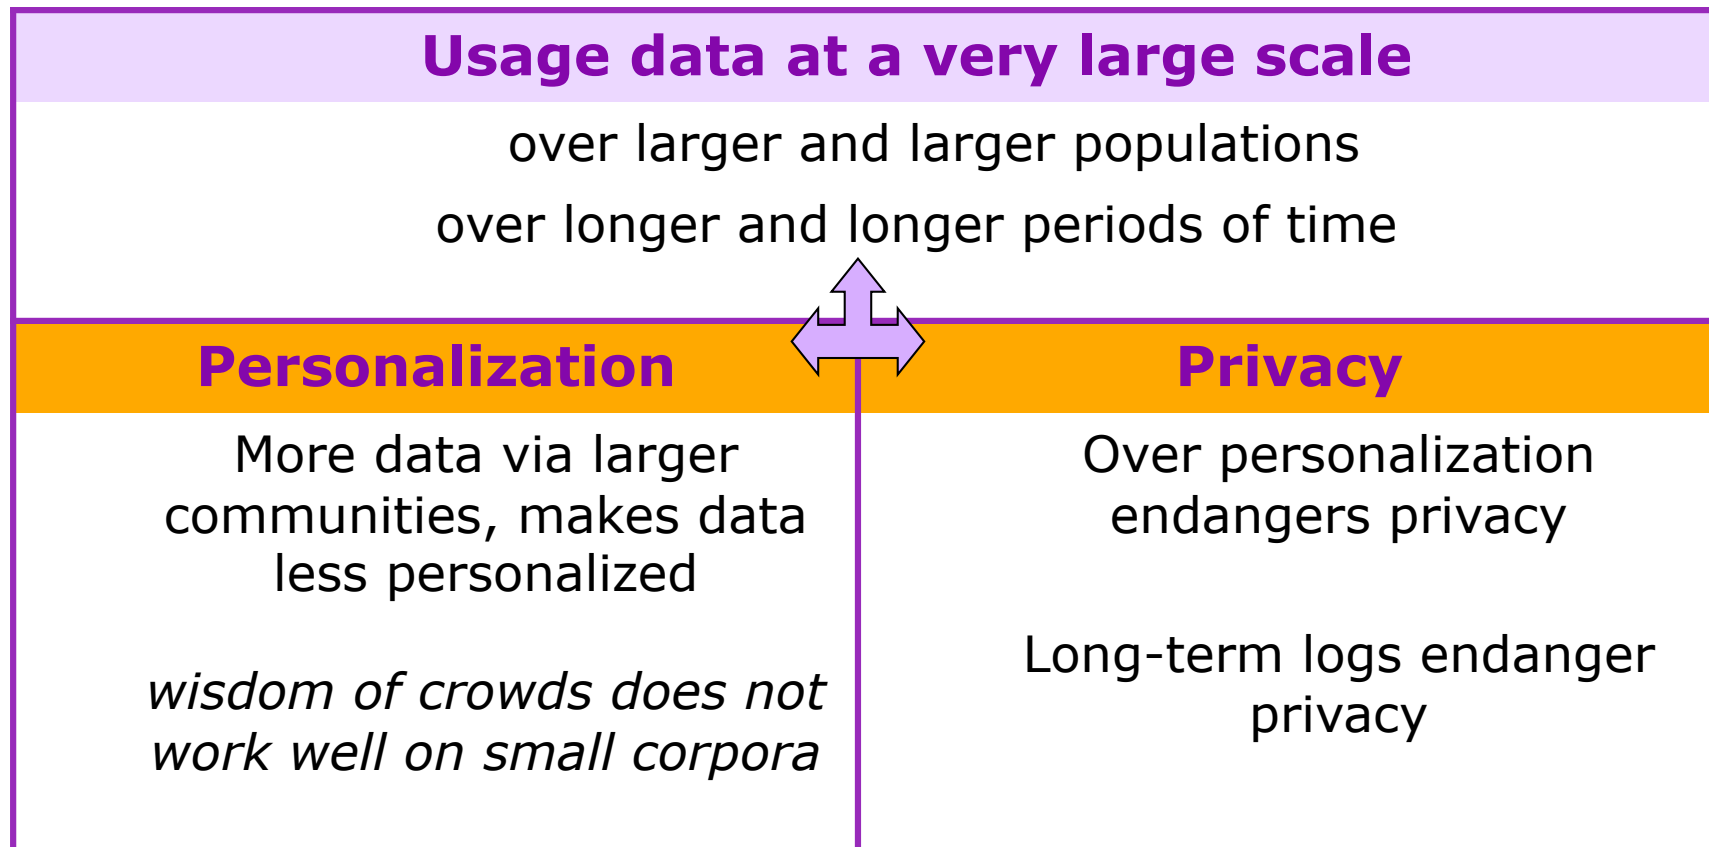 Usage data at a very large scale
over larger and larger populations
over longer and longer periods of time
Personalization
More data via larger
communities, makes data
less personalized
wisdom of crowds does not
work well on small corpora
Privacy
Over personalization
endangers privacy
Long-term logs endanger
privacy